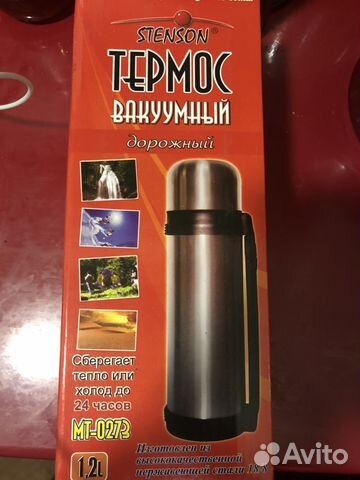 STENSON®
ТЕРМОС
ВАКУУМНЫЙ
дорожный
Сберегает
тепло или
холод до
24 часов
МТ-0273
1,2L
Изготовлен из
высококачественной
нержавеющей стали 18/8
Avito